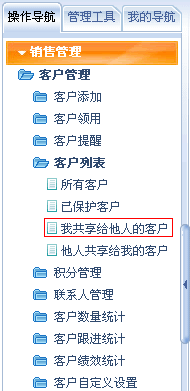 操作导航 管理工具 我的导航
销售管理
客户管理
客户添加
客户领用
客户提醒
客户列表
所有客户
已保护客户
我共享给他人的客户
他人共享给我的客户
积分管理
联系人管理
客户数量统计
客户跟进统计
客户绩效统计
客户自定义设置